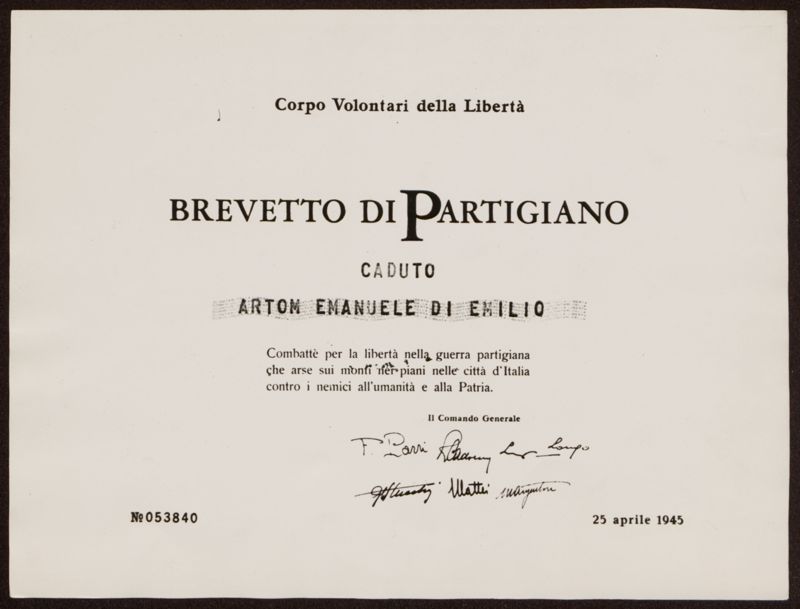 Corpo Volontari della Libertà
BREVETTO DI PARTIGIANO
CADUTO
ARTOM EMANUELE DI EMILIO
Combattè per la libertà nella guerra partigiana
che arse sui monti nei piani nelle città d'Italia
contro i nemici all'umanità e alla Patria.
Il Comando Generale
F. Parri Longo
Mattei
№053840
25 aprile 1945